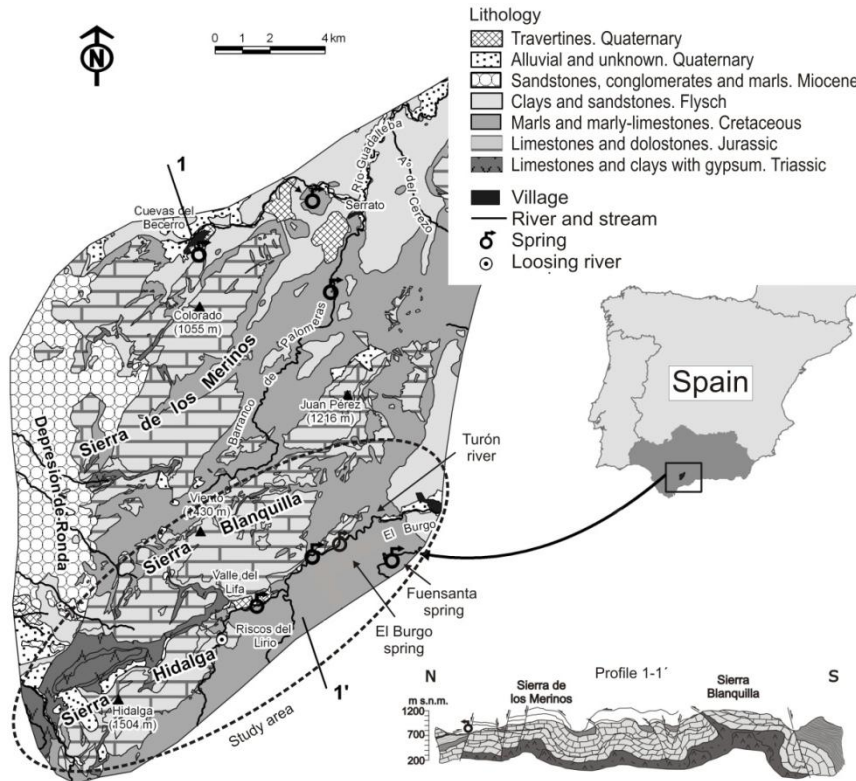 N
0 2 4 km
Lithology
Travertines. Quaternary
Alluvial and unknown. Quaternary
Sandstones, conglomerates and marls. Miocene
Clays and sandstones. Flysch
Marls and marly-limestones. Cretaceous
Limestones and dolostones. Jurassic
Limestones and clays with gypsum. Triassic
Village
River and stream
Spring
Loosing river
1
Cuevas del
Becerro
Río Guadalteba
Aº del Cerezo
Serrato
Colorado
(1055 m)
Sierra de los Merinos
Barranco de Palomeras
Juan Pérez
(1216 m)
Depresión de Ronda
Turón
river
Viento
(1430 m)
Sierra Blanquilla
El Burgo
Valle del
Lifa
Fuensanta
spring
Riscos del
Lirio
El Burgo
spring
Sierra Hidalga
Hidalga
(1504 m)
1'
Study area
Spain
N Profile 1-1' S
Sierra de
los Merinos
Sierra
Blanquilla
m s.n.m.
1200
700
200
1200
1000
600
200